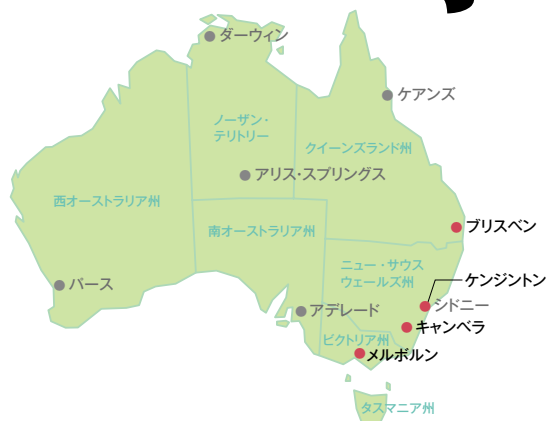 ダーウィン
ケアンズ
ノーザン・
テリトリー
クイーンズランド州
アリス・スプリングス
西オーストラリア州
南オーストラリア州
ブリスベン
ニュー・サウス
ウェールズ州
ケンジントン
パース
シドニー
アデレード
キャンベラ
ビクトリア州
メルボルン
タスマニア州